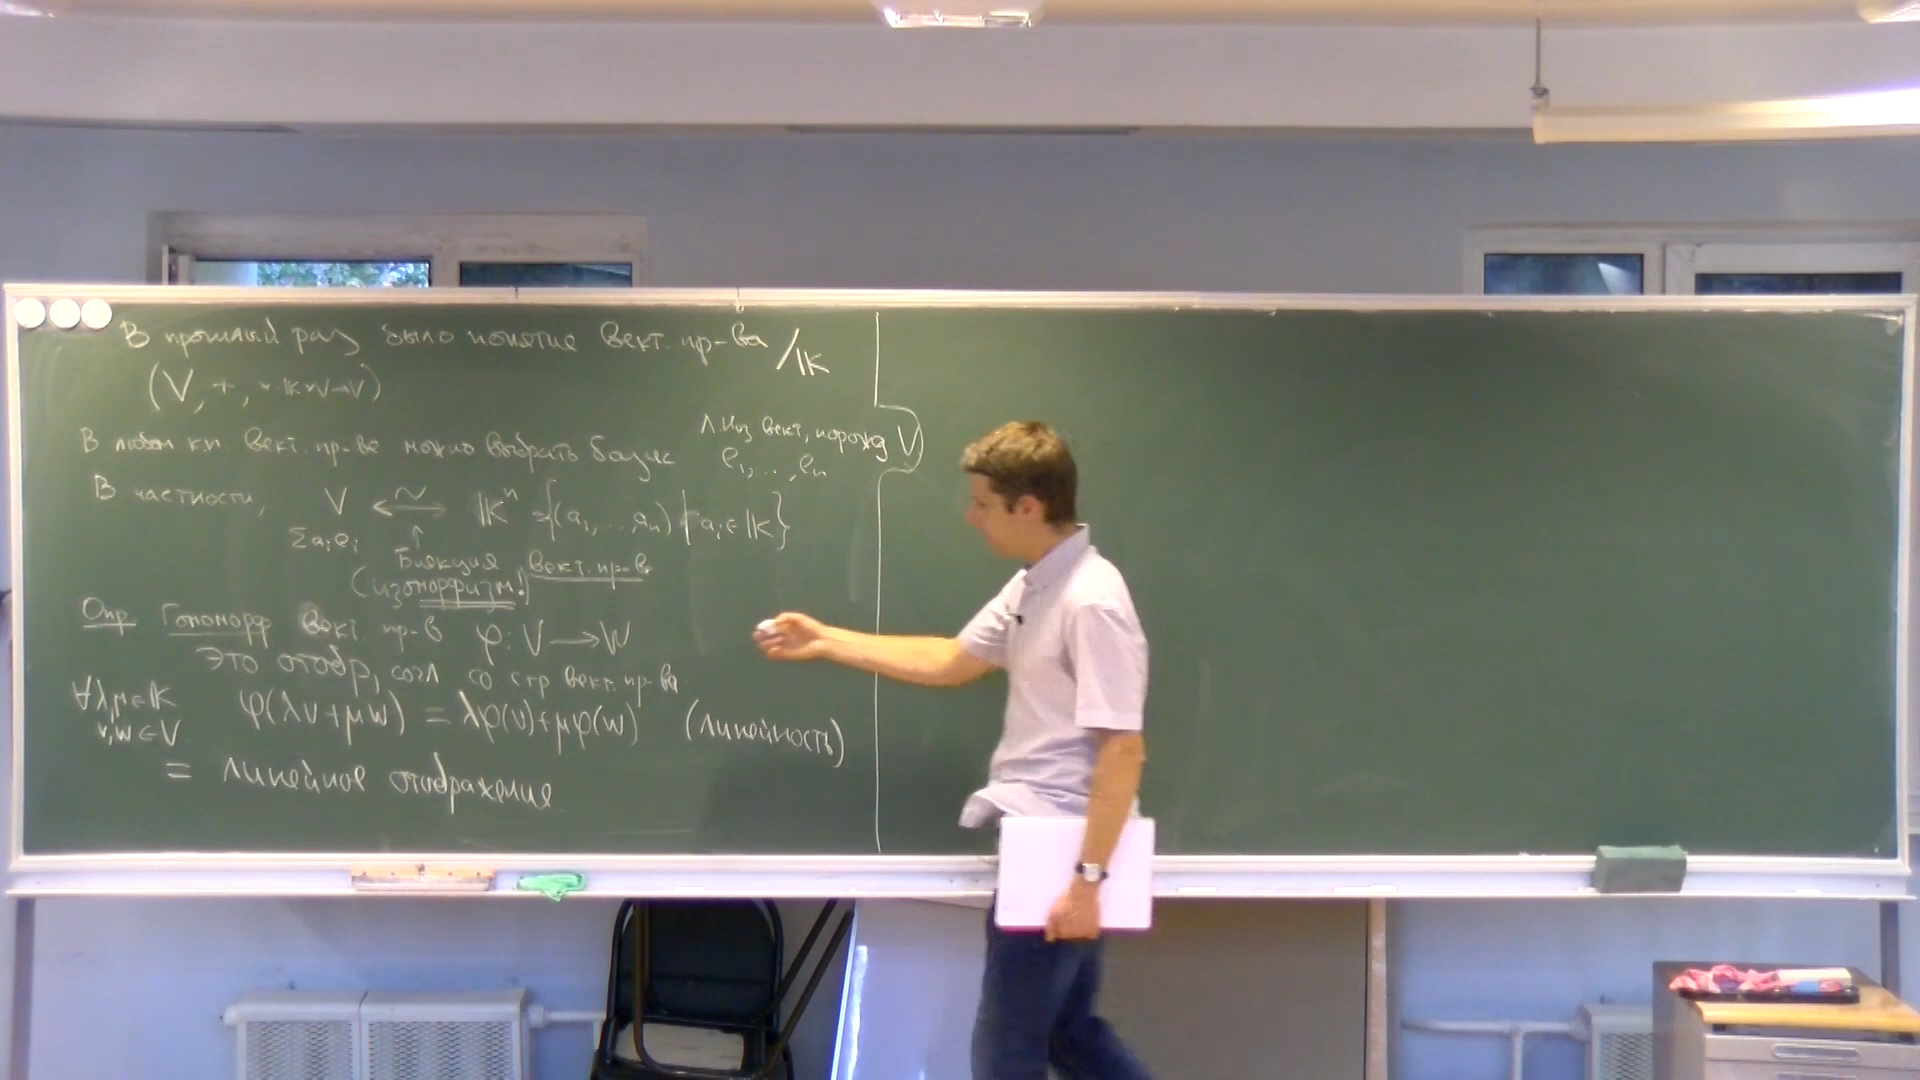 В прошлый раз было понятие Вект. пр-ва /𝕂
(V, +, · 𝕂×V→V)
В любом к.м. Вект. пр-ве можно выбрать базис
Л.Нз вект, порожд V
e₁, ..., eₙ
В частности, V ⟷̃ 𝕂ⁿ = {(a₁, ..., aₙ) | aᵢ ∈ 𝕂}
Σaᵢeᵢ ↑
Биекция вект. пр-в
(изоморфизм!)
Опр Гомоморф Вект. пр-в φ: V → W
Это отобр, согл со стр вект. пр-ва
∀λ,μ∈𝕂
v,w ∈ V
φ(λv+μw) = λφ(v)+μφ(w) (линейность)
= линейное отображение